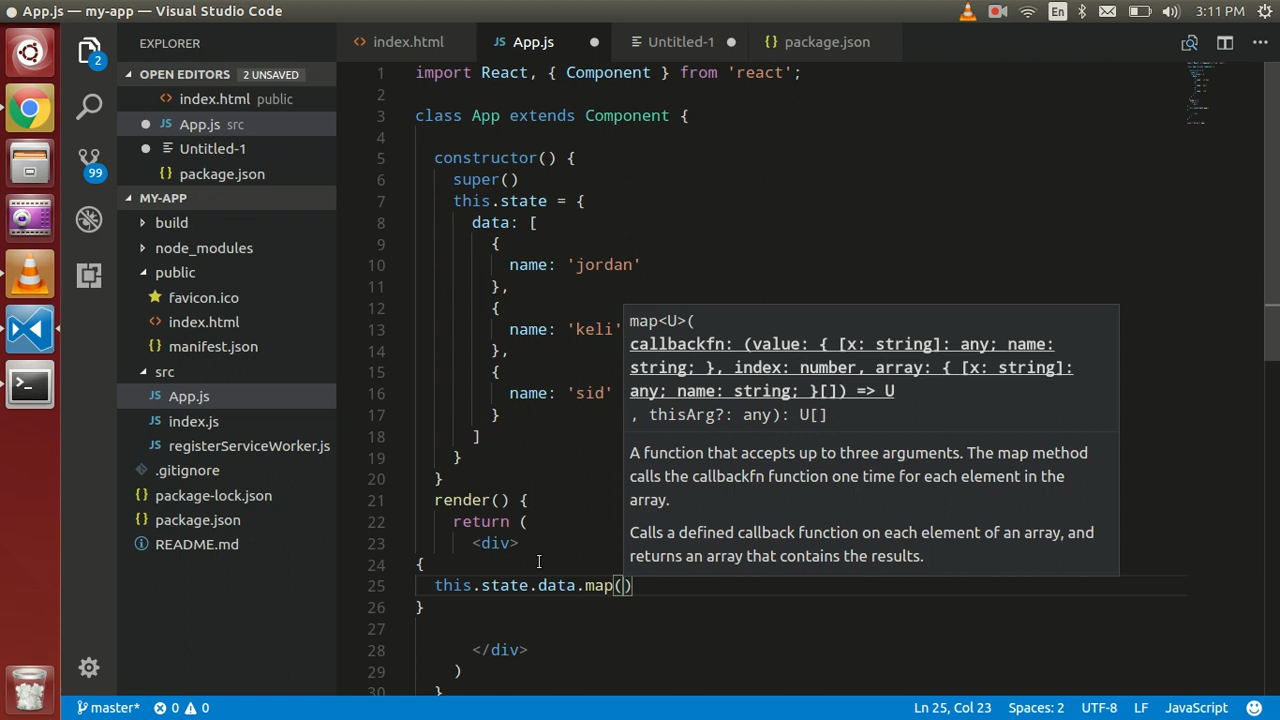 App.js — my-app — Visual Studio Code
En
3:11 PM
EXPLORER
OPEN EDITORS 2 UNSAVED
index.html public
App.js src
Untitled-1
package.json
MY-APP
build
node_modules
public
favicon.ico
index.html
manifest.json
src
App.js
index.js
registerServiceWorker.js
.gitignore
package-lock.json
package.json
README.md
2
99
index.html
JS App.js
Untitled-1
{} package.json
1 import React, { Component } from 'react';
2
3 class App extends Component {
4
5 constructor() {
6 super()
7 this.state = {
8 data: [
9 {
10 name: 'jordan'
11 },
12 {
13 name: 'keli'
14 },
15 {
16 name: 'sid'
17 }
18 ]
19 }
20 }
21 render() {
22 return (
23 <div>
24 {
25 this.state.data.map()
26 }
27
28 </div>
29 )
30 }
map<U>(
callbackfn: (value: { [x: string]: any; name:
string; }, index: number, array: { [x: string]:
any; name: string; }[]) => U
, thisArg?: any): U[]
A function that accepts up to three arguments. The map method
calls the callbackfn function one time for each element in the
array.
Calls a defined callback function on each element of an array, and
returns an array that contains the results.
master* 0 0
Ln 25, Col 23 Spaces: 2 UTF-8 LF JavaScript